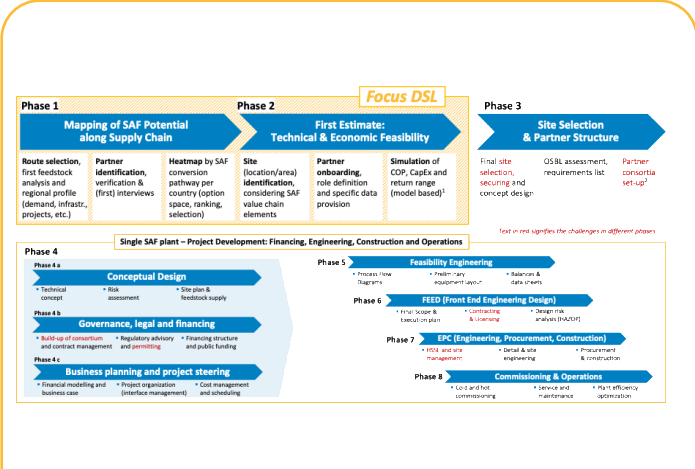 Focus DSL
Phase 1
Mapping of SAF Potential
along Supply Chain
Route selection,
first feedstock
analysis and
regional profile
(demand, infrastr.,
projects, etc.)
Partner
identification,
verification &
(first) interviews
Heatmap by SAF
conversion
pathway per
country (option
space, ranking,
selection)
Phase 2
First Estimate:
Technical & Economic Feasibility
Site
(location/area)
identification,
considering SAF
value chain
elements
Partner
onboarding,
role definition
and specific data
provision
Simulation of
COP, CapEx and
return range
(model based)1
Phase 3
Site Selection
& Partner Structure
Final site
selection,
securing and
concept design
OSBL assessment,
requirements list
Partner
consortia
set-up2
Text in red signifies the challenges in different phases
Single SAF plant – Project Development: Financing, Engineering, Construction and Operations
Phase 4
Phase 4 a
Conceptual Design
• Technical
concept
• Risk
assessment
• Site plan &
feedstock supply
Phase 4 b
Governance, legal and financing
• Build-up of consortium
and contract management
• Regulatory advisory
and permitting
• Financing structure
and public funding
Phase 4 c
Business planning and project steering
• Financial modelling and
business case
• Project organization
(interface management)
• Cost management
and scheduling
Phase 5
Feasibility Engineering
• Process Flow
Diagrams
• Preliminary
equipment layout
• Balances &
data sheets
Phase 6
FEED (Front End Engineering Design)
• Final Scope &
Execution plan
• Contracting
& Licensing
• Design risk
analysis (HAZOP)
Phase 7
EPC (Engineering, Procurement, Construction)
• HSSE and site
management
• Detail & site
engineering
• Procurement
& construction
Phase 8
Commissioning & Operations
• Cold and hot
commissioning
• Service and
maintenance
• Plant efficiency
optimization